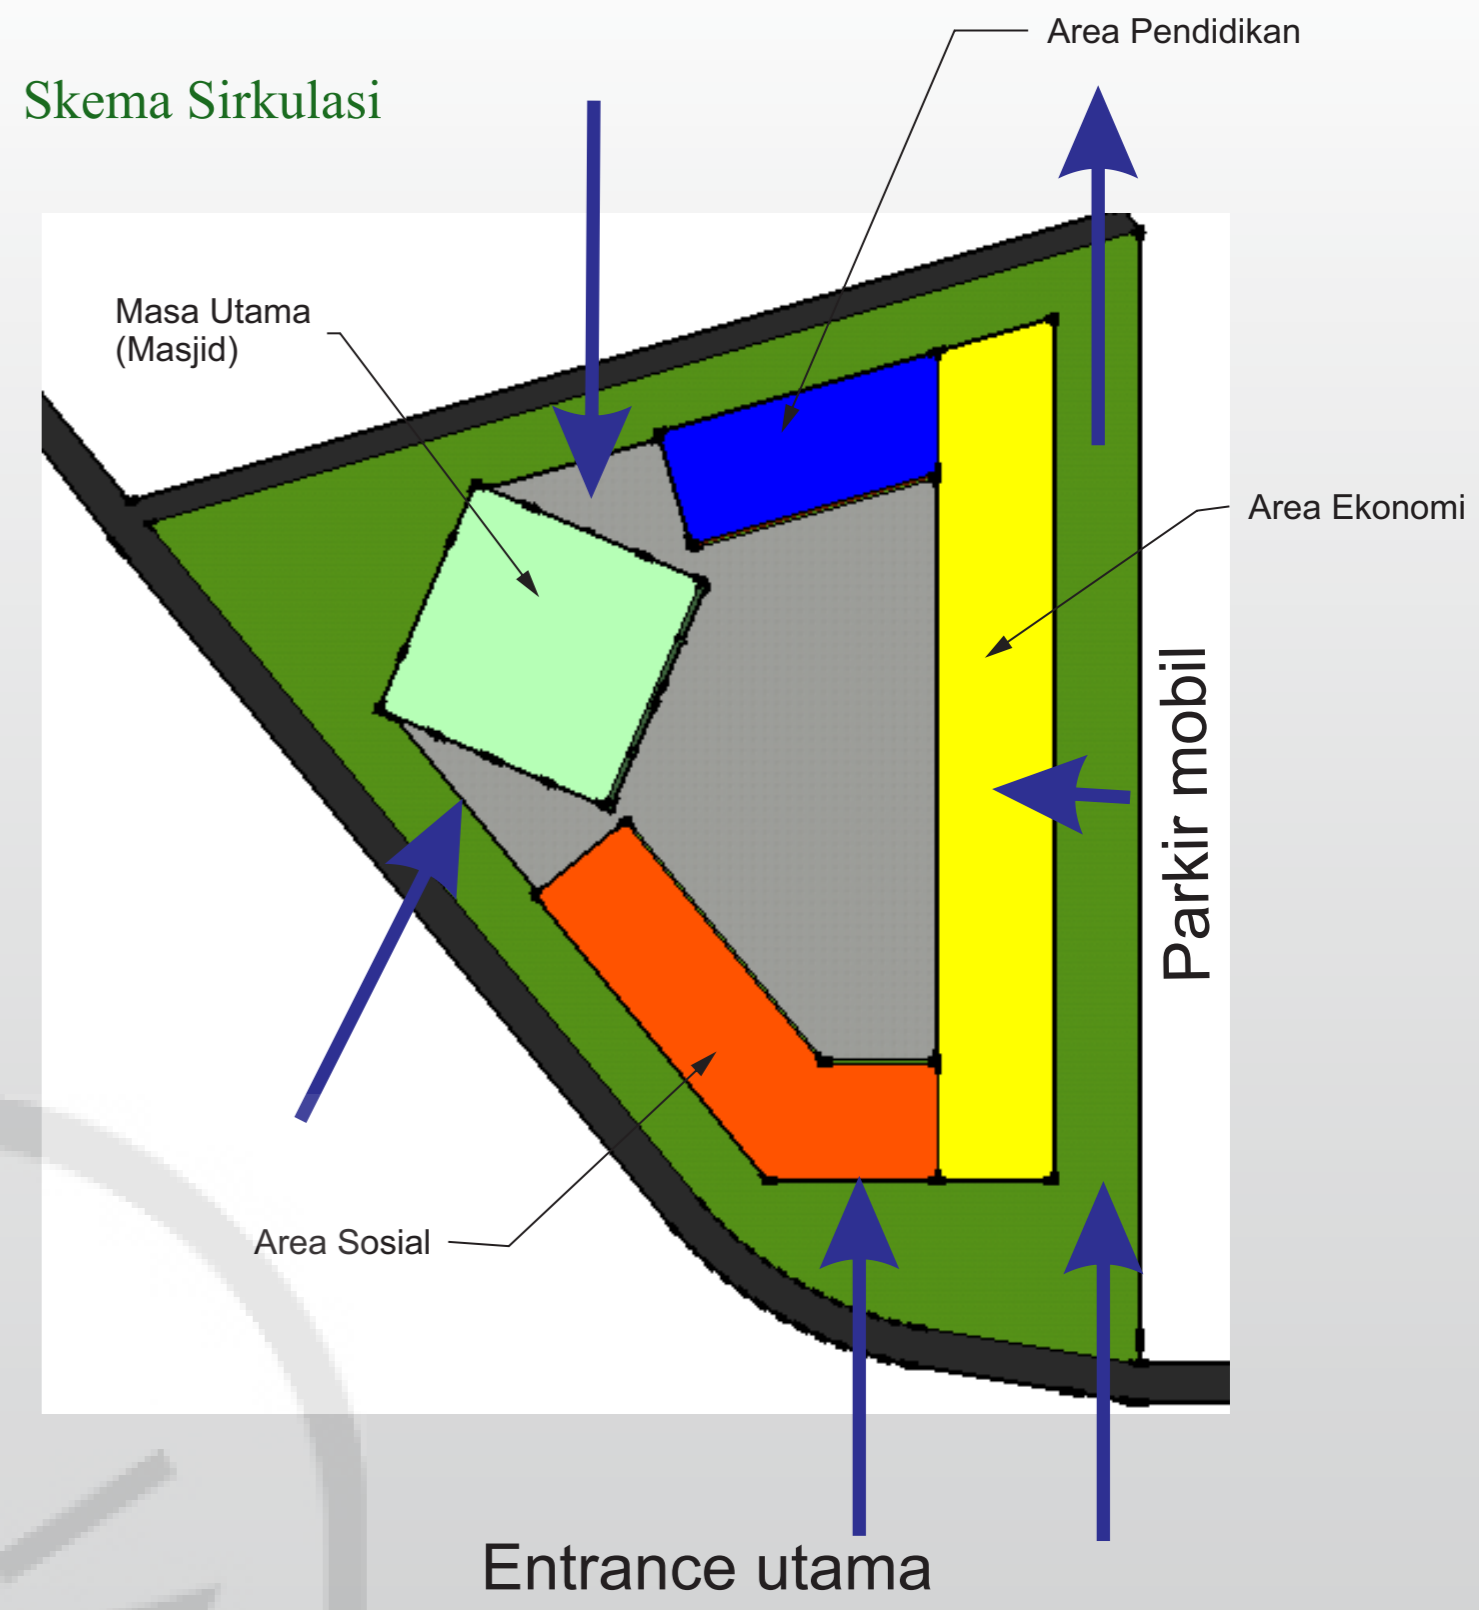 Area Pendidikan
Skema Sirkulasi
Masa Utama
(Masjid)
Area Ekonomi
Parkir mobil
Area Sosial
Entrance utama